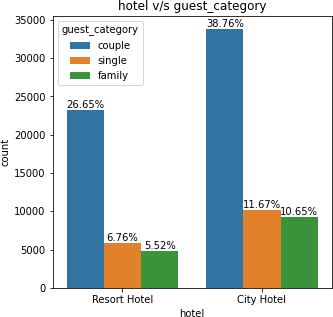 hotel v/s guest_category
guest_category
couple
single
family
35000
30000
25000
20000
15000
10000
5000
0
count
26.65%
6.76%
5.52%
38.76%
11.67%
10.65%
Resort Hotel
City Hotel
hotel